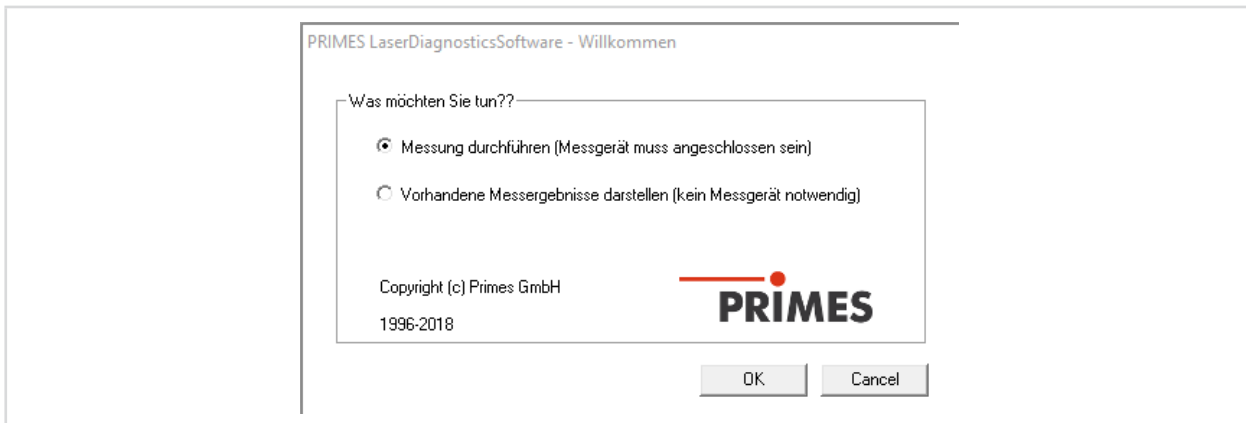 PRIMES LaserDiagnosticsSoftware - Willkommen
Was möchten Sie tun??
Messung durchführen (Messgerät muss angeschlossen sein)
Vorhandene Messergebnisse darstellen (kein Messgerät notwendig)
Copyright (c) Primes GmbH
1996-2018
PRIMES
OK
Cancel